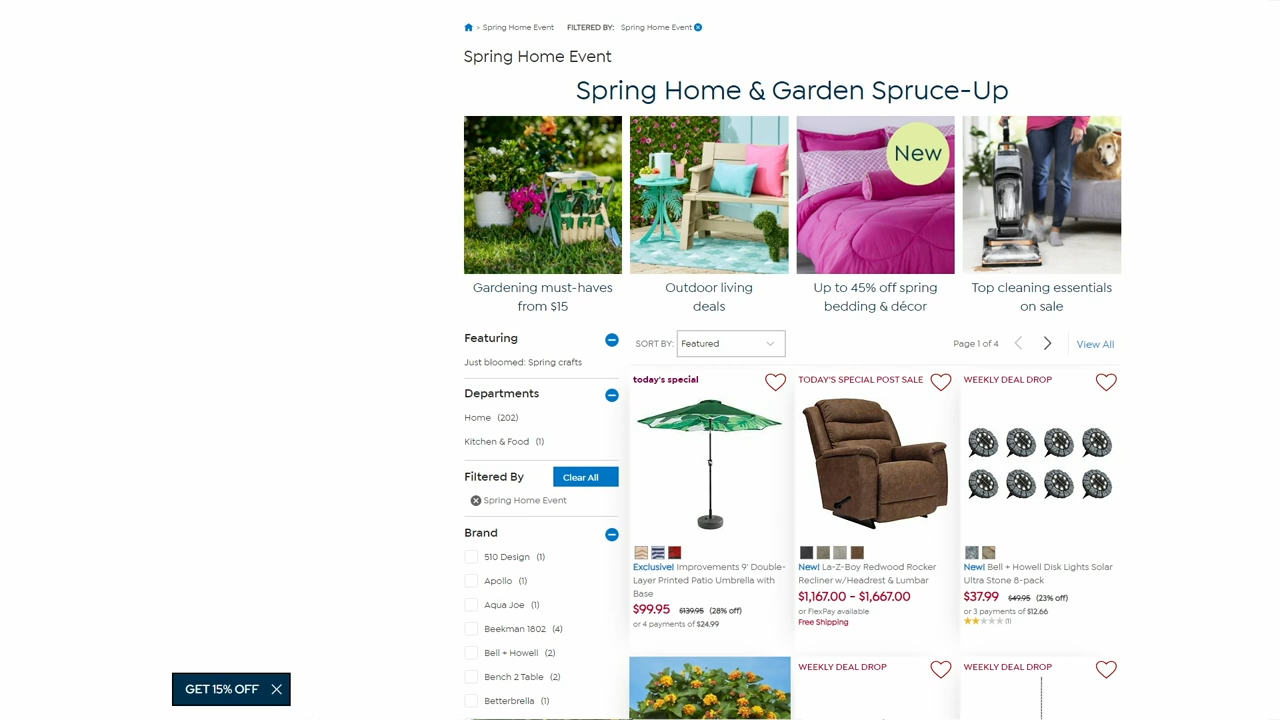 > Spring Home Event FILTERED BY: Spring Home Event
Spring Home Event
Spring Home & Garden Spruce-Up
New
Gardening must-haves
from $15
Outdoor living
deals
Up to 45% off spring
bedding & décor
Top cleaning essentials
on sale
Featuring
Just bloomed: Spring crafts
Departments
Home (202)
Kitchen & Food (1)
Filtered By Clear All
Spring Home Event
Brand
510 Design (1)
Apollo (1)
Aqua Joe (1)
Beekman 1802 (4)
Bell + Howell (2)
Bench 2 Table (2)
Betterbrella (1)
SORT BY: Featured
Page 1 of 4 View All
today's special
Exclusive! Improvements 9' Double-
Layer Printed Patio Umbrella with
Base
$99.95 $139.95 (28% off)
or 4 payments of $24.99
TODAY'S SPECIAL POST SALE
New! La-Z-Boy Redwood Rocker
Recliner w/Headrest & Lumbar
$1,167.00 - $1,667.00
or FlexPay available
Free Shipping
WEEKLY DEAL DROP
New! Bell + Howell Disk Lights Solar
Ultra Stone 8-pack
$37.99 $49.95 (23% off)
or 3 payments of $12.66
(1)
WEEKLY DEAL DROP
WEEKLY DEAL DROP
GET 15% OFF